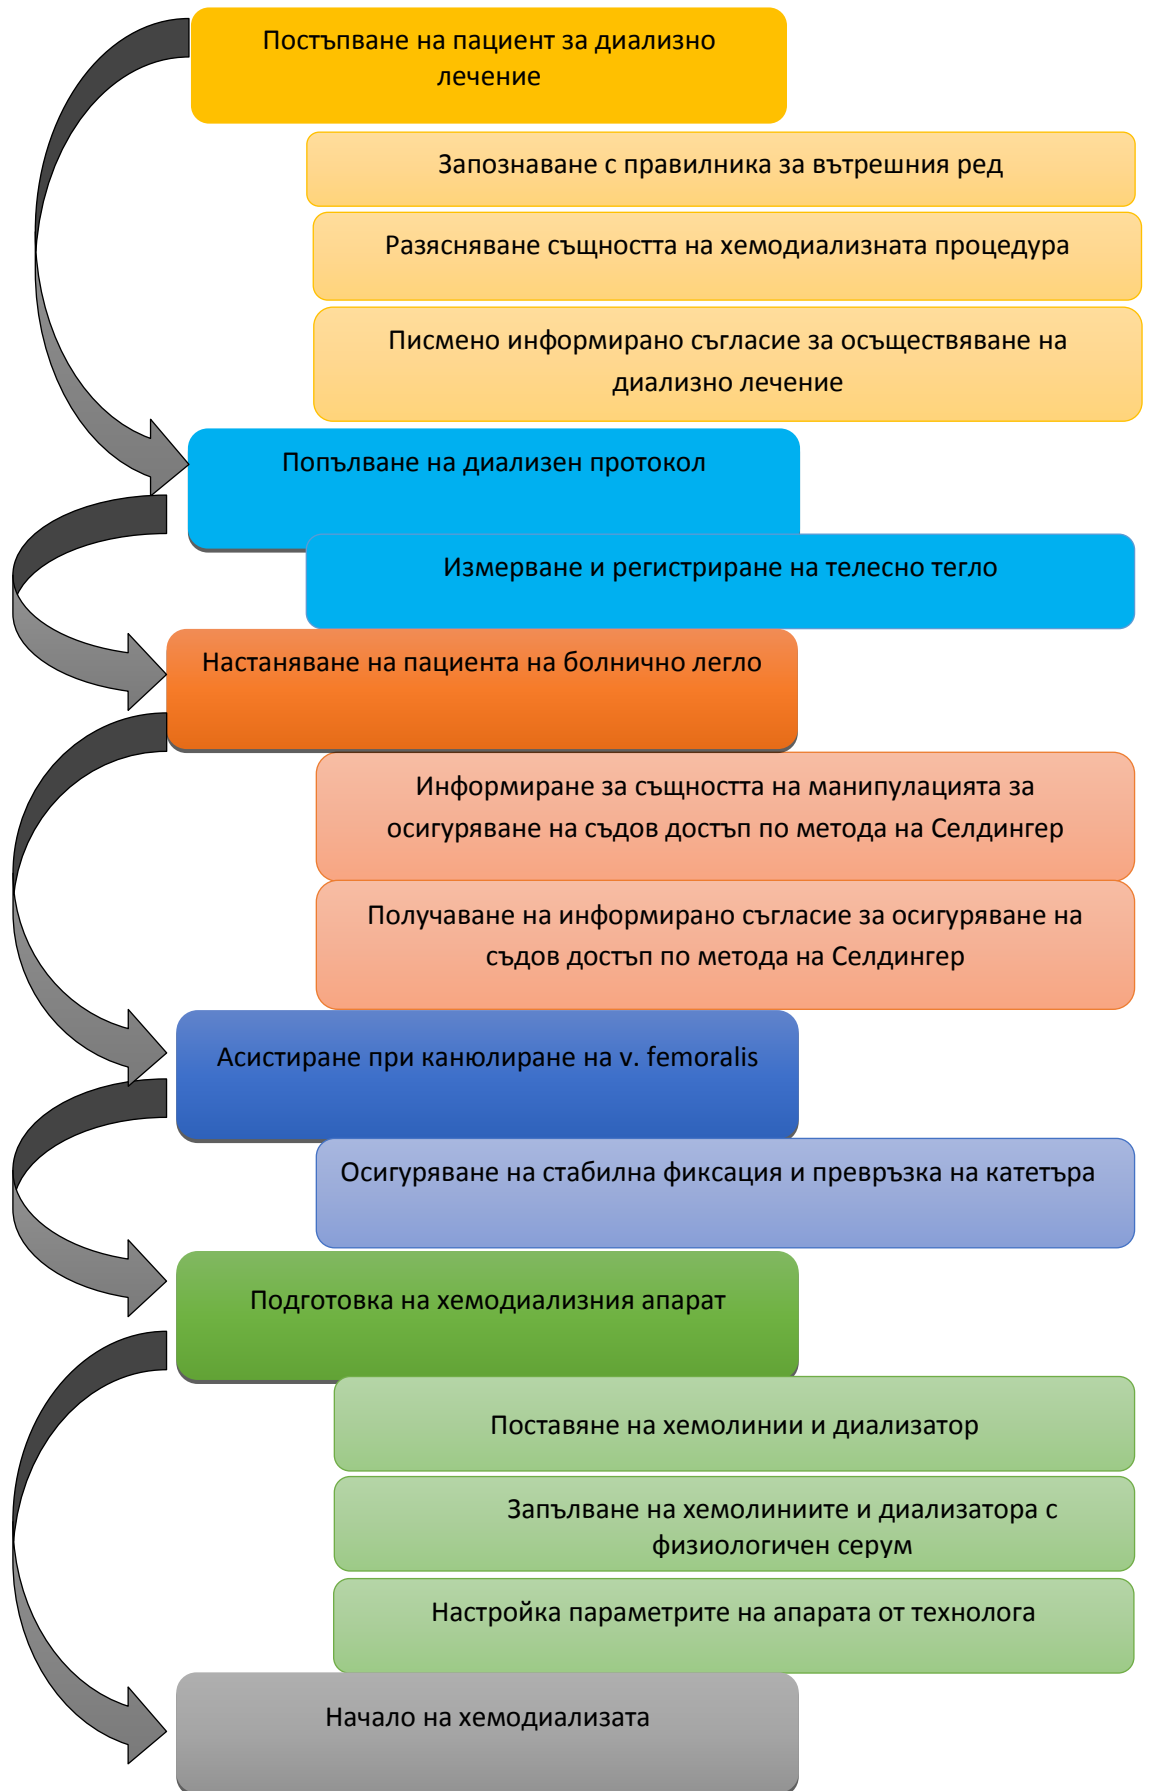 Постъпване на пациент за диализно
лечение
Запознаване с правилника за вътрешния ред
Разясняване същността на хемодиализната процедура
Писмено информирано съгласие за осъществяване на
диализно лечение
Попълване на диализен протокол
Измерване и регистриране на телесно тегло
Настаняване на пациента на болнично легло
Информиране за същността на манипулацията за
осигуряване на съдов достъп по метода на Селдингер
Получаване на информирано съгласие за осигуряване на
съдов достъп по метода на Селдингер
Асистиране при канюлиране на v. femoralis
Осигуряване на стабилна фиксация и превръзка на катетъра
Подготовка на хемодиализния апарат
Поставяне на хемолинии и диализатор
Запълване на хемолиниите и диализатора с
физиологичен серум
Настройка параметрите на апарата от технолога
Начало на хемодиализата